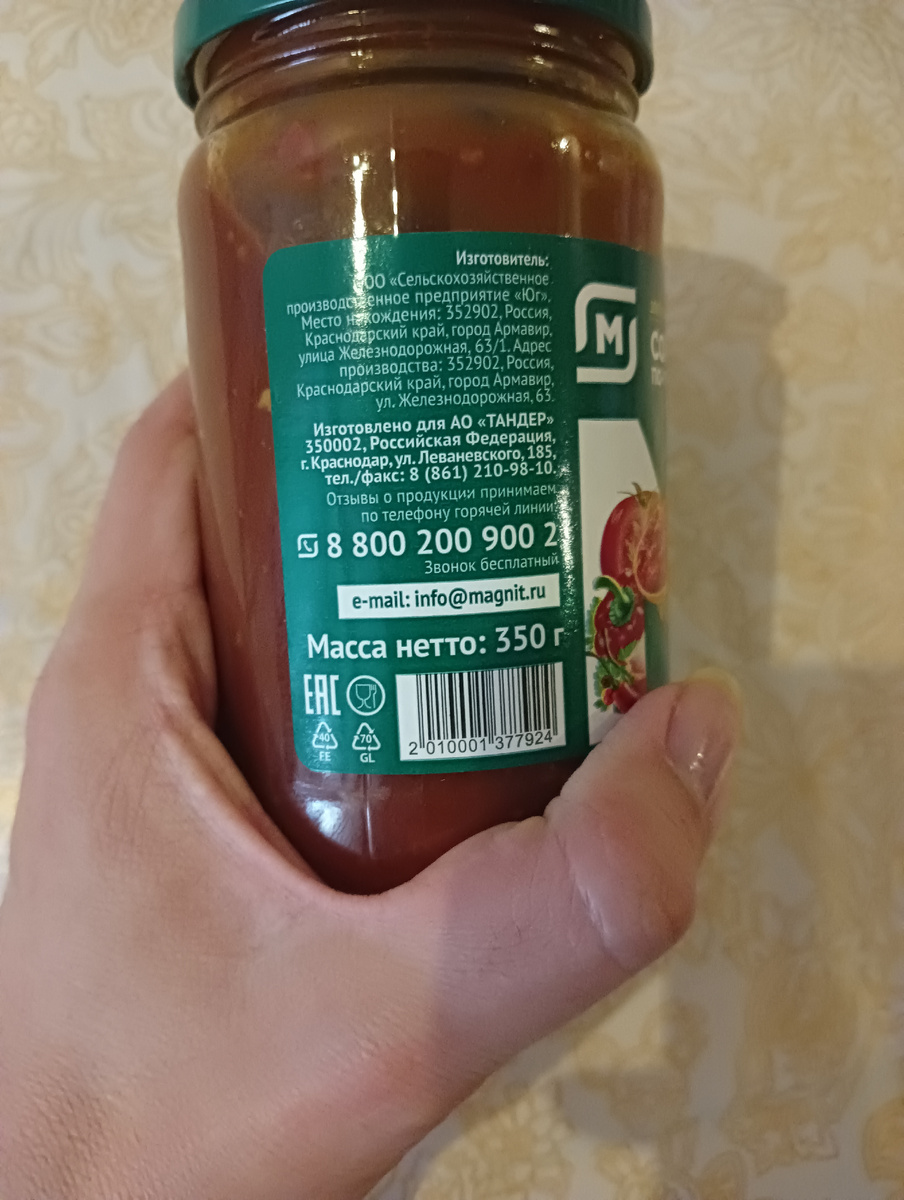 Изготовитель:
ООО «Сельскохозяйственное
производственное предприятие «Юг».
Место нахождения: 352902, Россия,
Краснодарский край, город Армавир,
улица Железнодорожная, 63/1. Адрес
производства: 352902, Россия,
Краснодарский край, город Армавир,
ул. Железнодорожная, 63.
Изготовлено для АО «ТАНДЕР»
350002, Российская Федерация,
г. Краснодар, ул. Леваневского, 185,
тел./факс: 8 (861) 210-98-10.
Отзывы о продукции принимаем
по телефону горячей линии
8 800 200 900 2
Звонок бесплатный
e-mail: info@magnit.ru
Масса нетто: 350 г
EAC
40
FE
70
GL
2 010001 377924
М